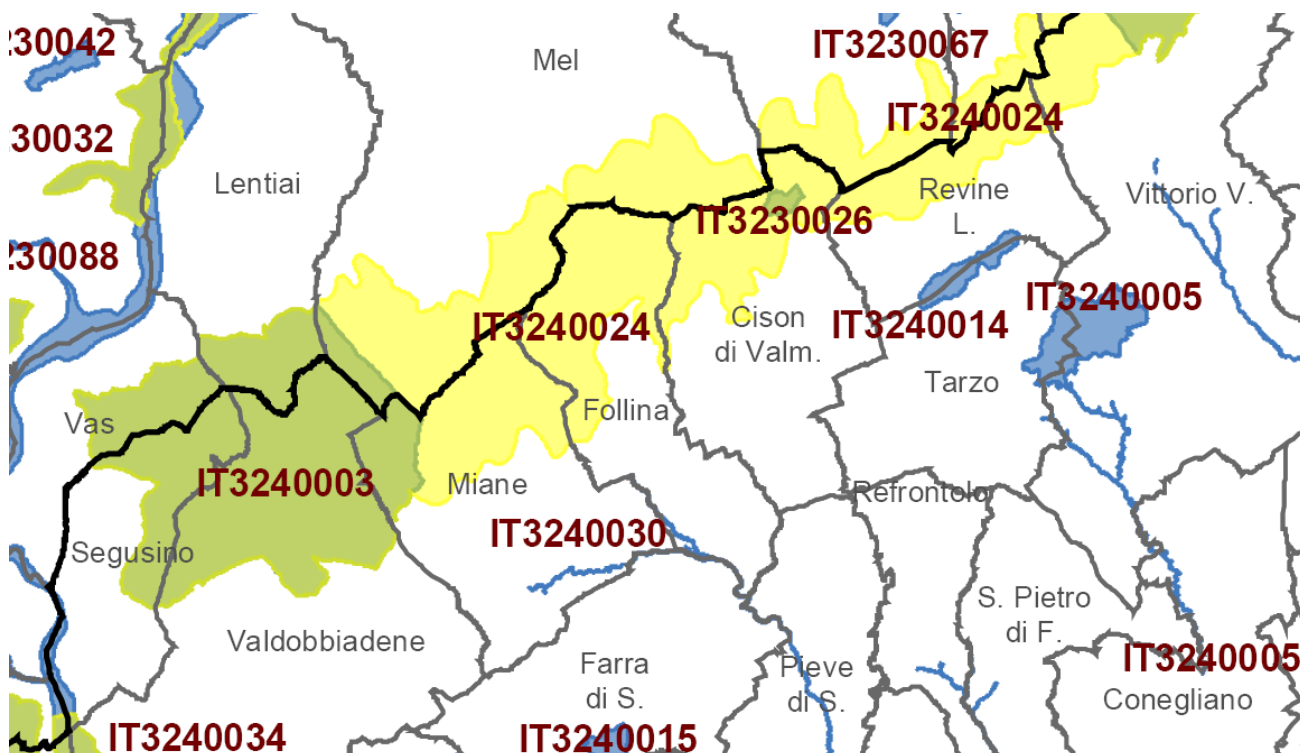 230042
Mel
IT3230067
30032
IT3240024
Lentiai
Revine
L.
Vittorio V.
IT3230026
230088
IT3240005
IT3240024
Cison
di Valm.
IT3240014
Tarzo
Vas
Follina
IT3240003
Miane
Refrontolo
IT3240030
Segusino
S. Pietro
di F.
Valdobbiadene
Farra
di S.
Pieve
di S.
IT3240005
Conegliano
IT3240034
IT3240015